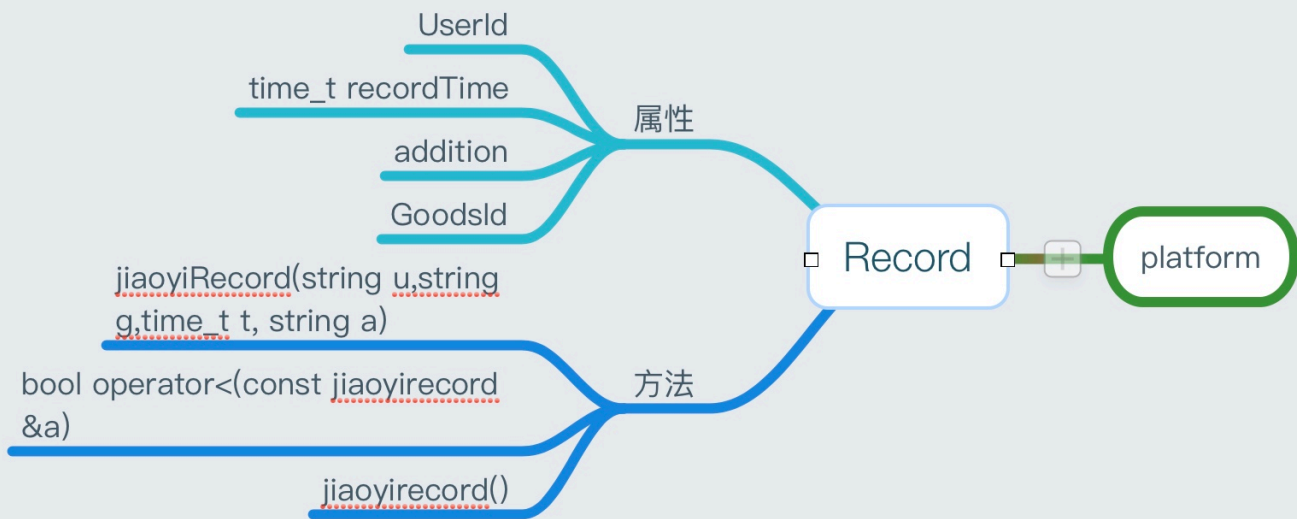 UserId
time_t recordTime
addition
GoodsId
属性
jiaoyiRecord(string u,string
g,time_t t, string a)
bool operator<(const jiaoyirecord
&a)
jiaoyirecord()
方法
Record
platform